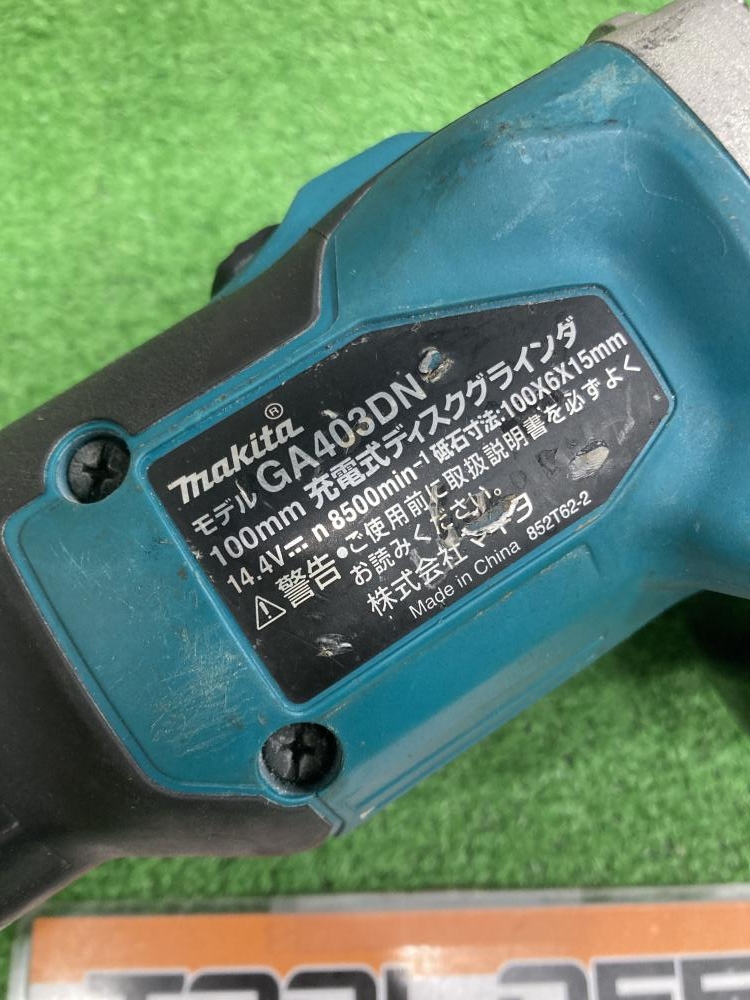 makita®
モデル GA403DN
100mm 充電式ディスクグラインダ
14.4V⎓ n 8500min⁻¹ 砥石寸法:100X6X15mm
⚠警告・ご使用前に取扱説明書を必ずよく
お読みください。
株式会社マキタ
Made in China 852T62-2
TOOL